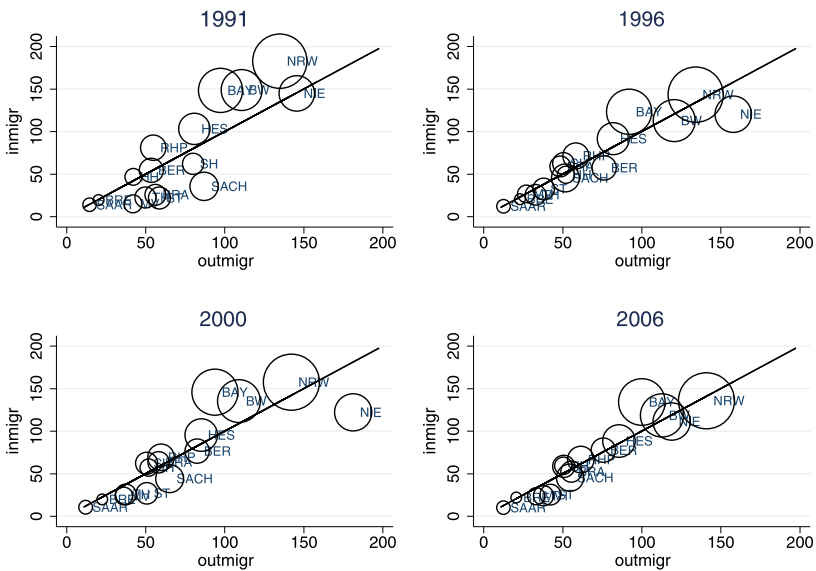 1991
200
150
100
50
0
inmigr
NRW
BAY
BW
NIE
HES
RHP
BER
SH
SACH
SAAR
0 50 100 150 200
outmigr
1996
200
150
100
50
0
inmigr
NRW
BAY
BW
NIE
HES
BER
SACH
SAAR
0 50 100 150 200
outmigr
2000
200
150
100
50
0
inmigr
NRW
BAY
BW
NIE
HES
BER
SACH
ST
SAAR
0 50 100 150 200
outmigr
2006
200
150
100
50
0
inmigr
NRW
BAY
BW
NIE
HES
BER
RHP
BRA
SACH
SAAR
0 50 100 150 200
outmigr